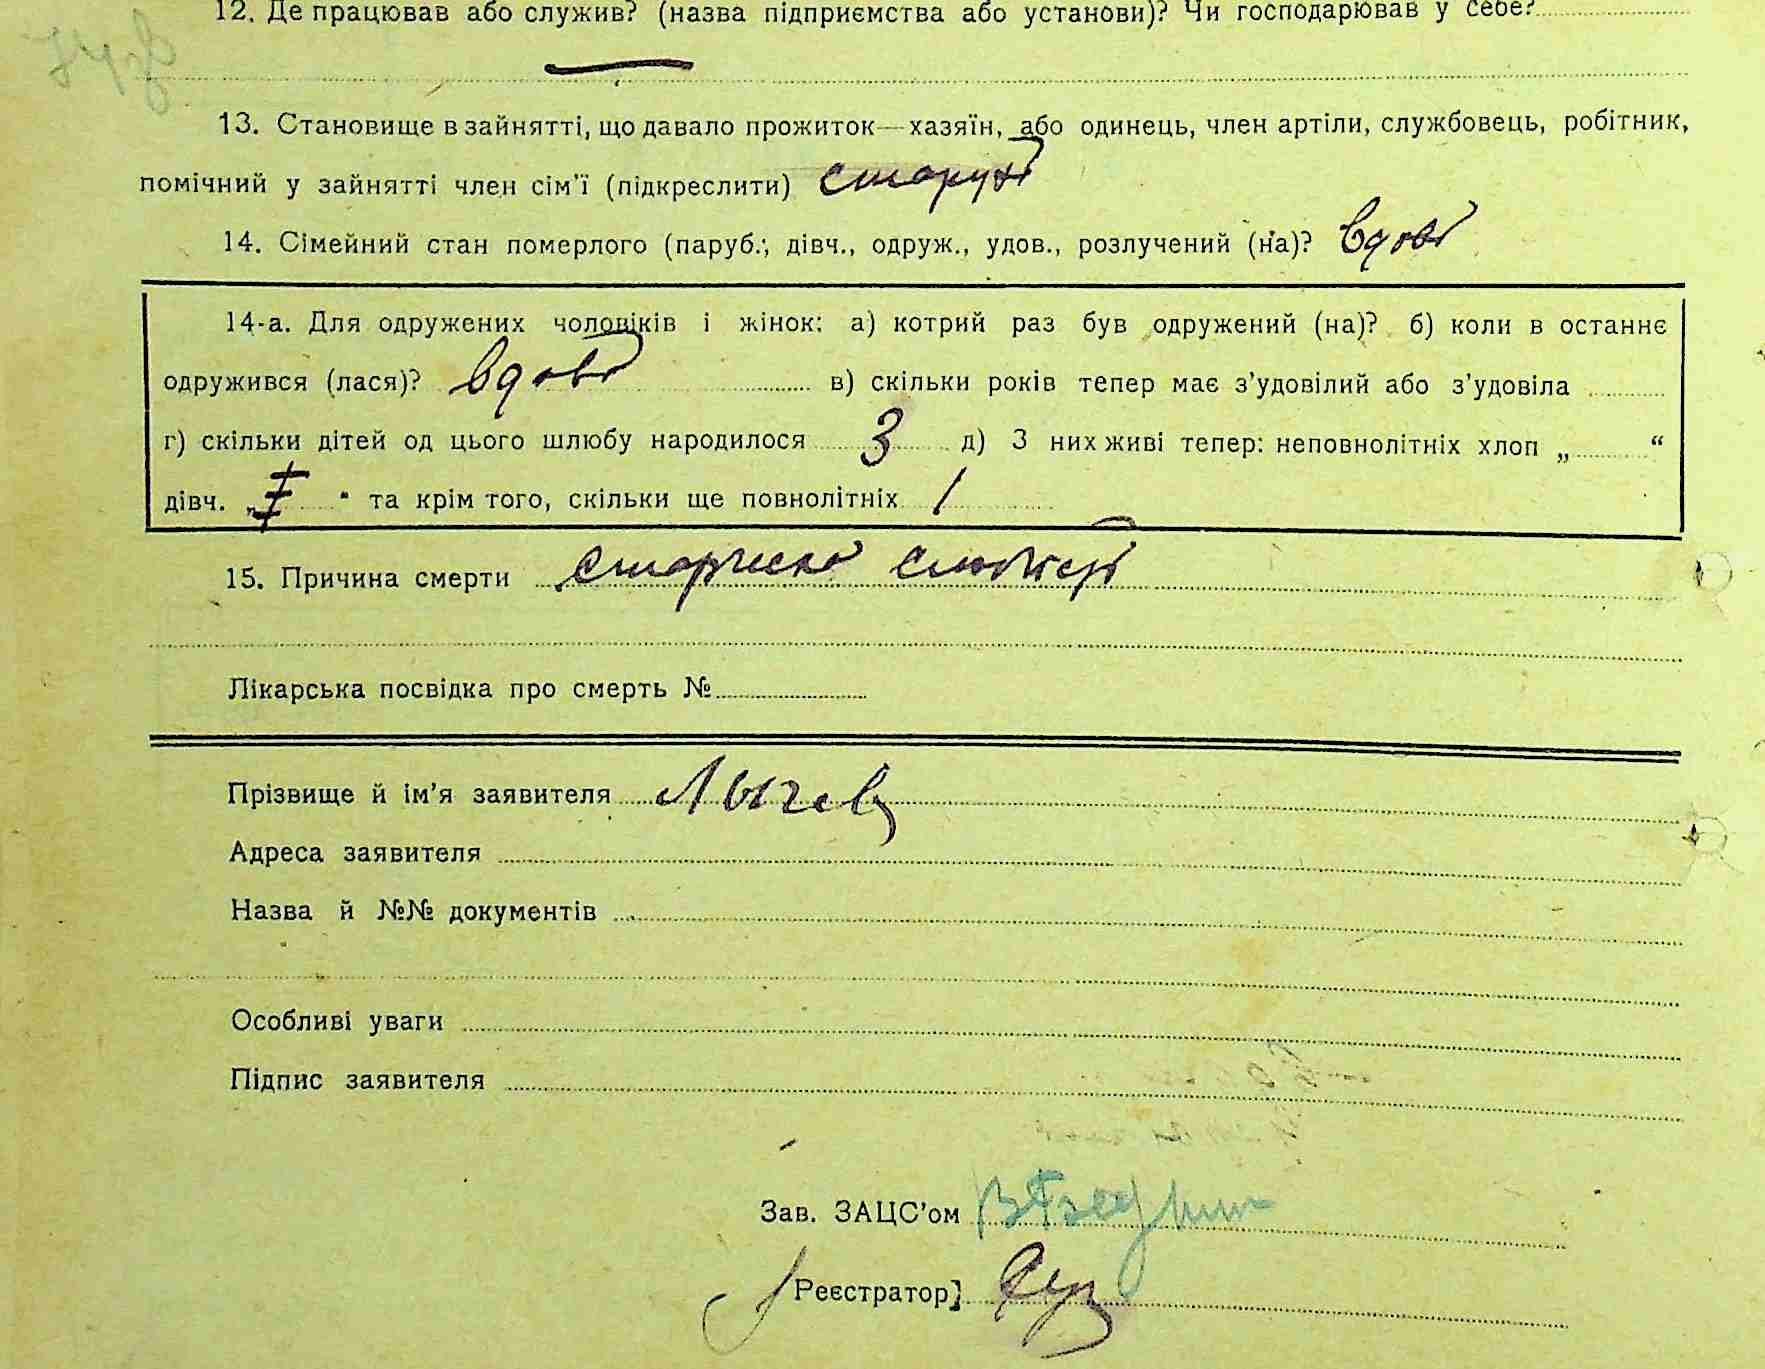 12. Де працював або служив? (назва підприємства або установи)? Чи господарював у себе?
13. Становище в зайнятті, що давало прожиток—хазяїн, або одинець, член артіли, службовець, робітник,
помічний у зайнятті член сім'ї (підкреслити)
14. Сімейний стан померлого (паруб., дівч., одруж., удов., розлучений (на)? вдова
14-а. Для одружених чоловіків і жінок: а) котрий раз був одружений (на)? б) коли в останнє
одружився (лася)? вдова в) скільки років тепер має з'удовілий або з'удовіла
г) скільки дітей од цього шлюбу народилося 3 д) З них живі тепер: неповнолітніх хлоп „ “
дівч. „ “ та крім того, скільки ще повнолітніх 1
15. Причина смерти
Лікарська посвідка про смерть №
Прізвище й ім'я заявителя Лычев
Адреса заявителя
Назва й №№ документів
Особливі уваги
Підпис заявителя
Зав. ЗАЦС'ом
Реєстратор